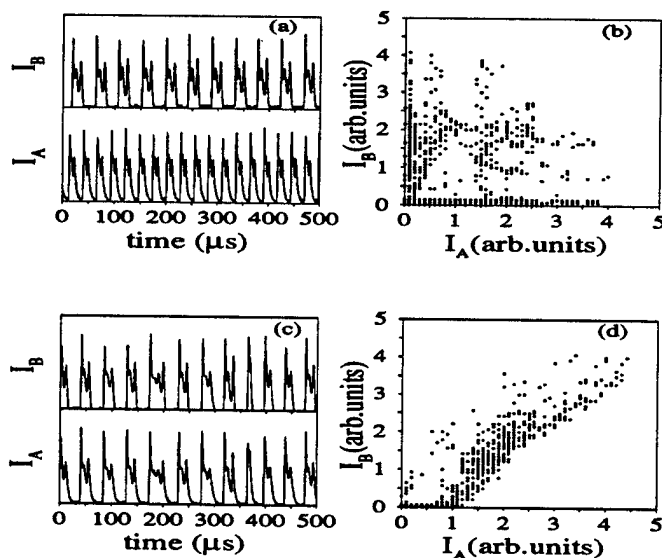 (a)
I_B
I_A
0 100 200 300 400 500
time (μs)
(b)
I_B(arb.units)
5
4
3
2
1
0
0 1 2 3 4 5
I_A(arb.units)
(c)
I_B
I_A
0 100 200 300 400 500
time (μs)
(d)
I_B(arb.units)
5
4
3
2
1
0
0 1 2 3 4 5
I_A(arb.units)